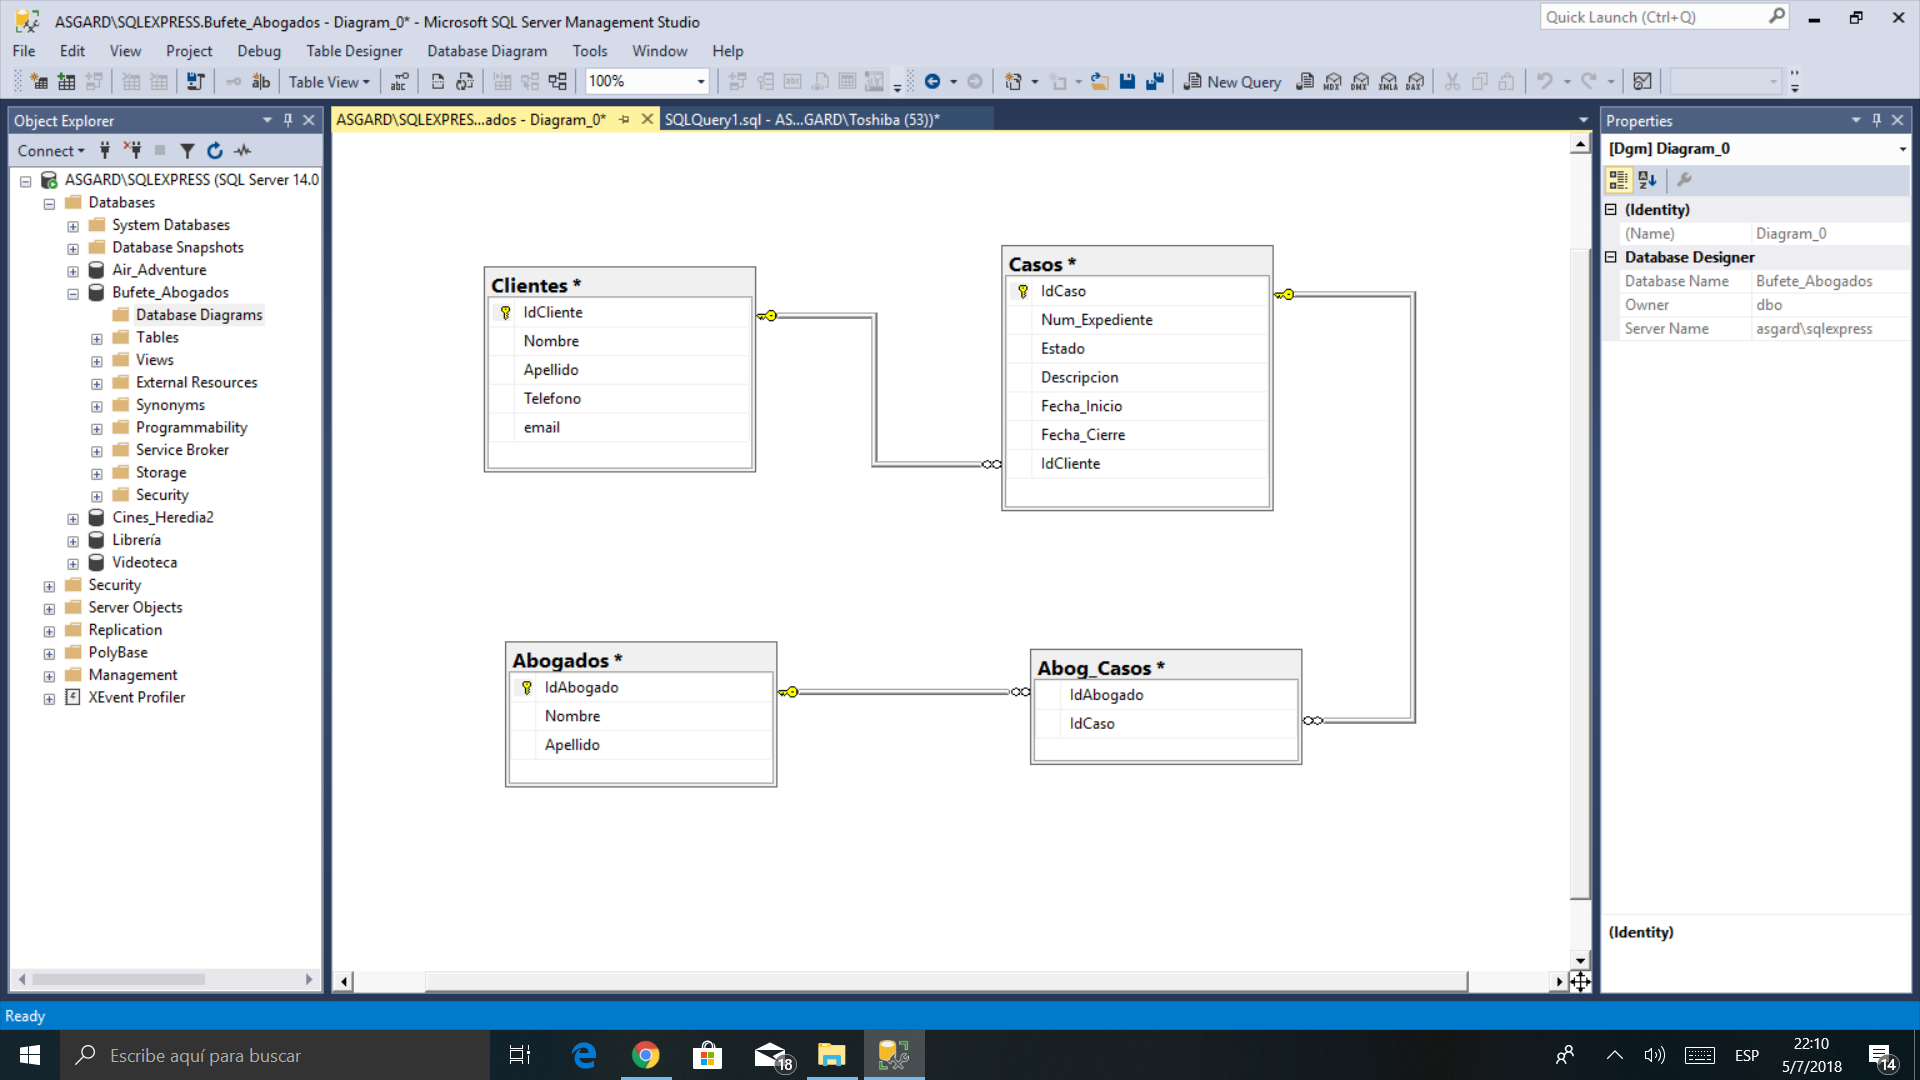 ASGARD\SQLEXPRESS.Bufete_Abogados - Diagram_0* - Microsoft SQL Server Management Studio
Quick Launch (Ctrl+Q)
File Edit View Project Debug Table Designer Database Diagram Tools Window Help
Table View 100% New Query
Object Explorer
Connect
ASGARD\SQLEXPRESS (SQL Server 14.0
Databases
System Databases
Database Snapshots
Air_Adventure
Bufete_Abogados
Database Diagrams
Tables
Views
External Resources
Synonyms
Programmability
Service Broker
Storage
Security
Cines_Heredia2
Librería
Videoteca
Security
Server Objects
Replication
PolyBase
Management
XEvent Profiler
ASGARD\SQLEXPRES...ados - Diagram_0*
SQLQuery1.sql - AS...GARD\Toshiba (53))*
Clientes *
IdCliente
Nombre
Apellido
Telefono
email
Casos *
IdCaso
Num_Expediente
Estado
Descripcion
Fecha_Inicio
Fecha_Cierre
IdCliente
Abogados *
IdAbogado
Nombre
Apellido
Abog_Casos *
IdAbogado
IdCaso
Properties
[Dgm] Diagram_0
(Identity)
(Name) Diagram_0
Database Designer
Database Name Bufete_Abogados
Owner dbo
Server Name asgard\sqlexpress
(Identity)
Ready
Escribe aquí para buscar
18
ESP
22:10
5/7/2018
14